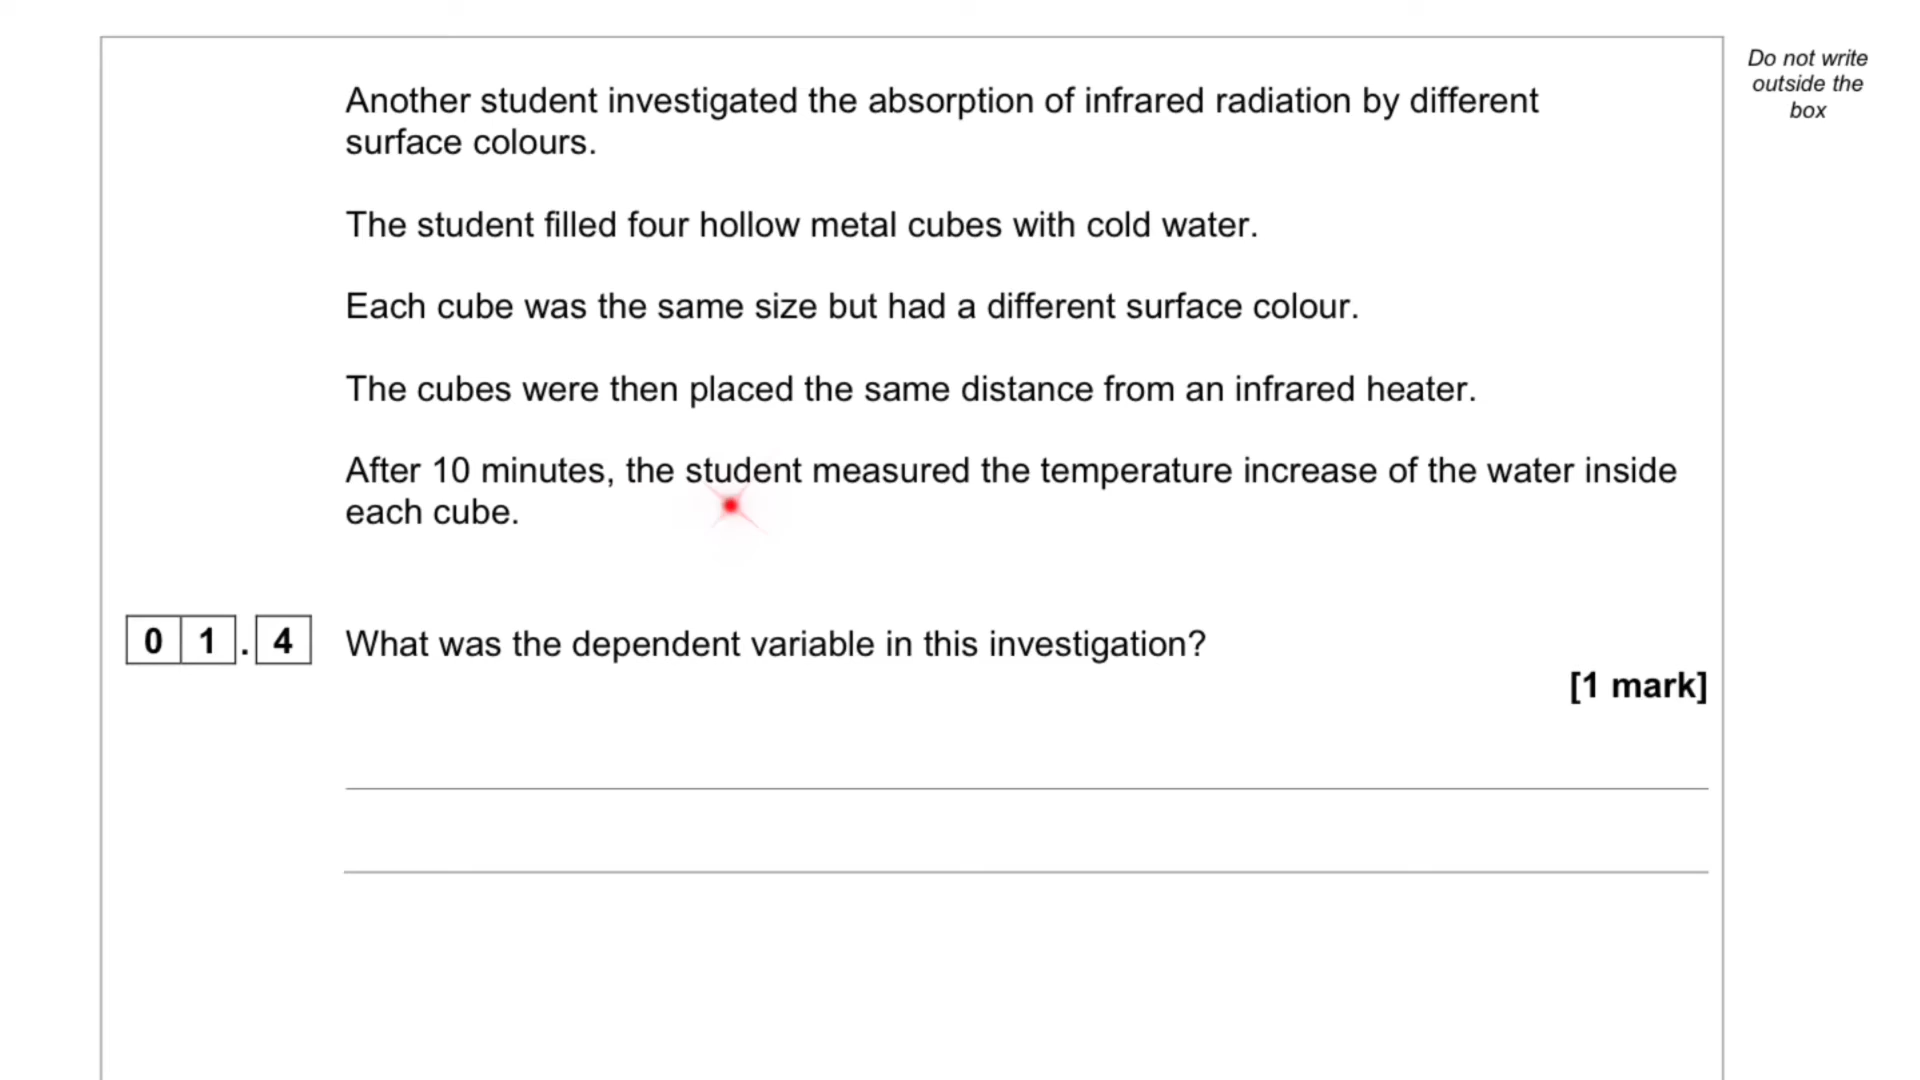 Do not write
outside the
box
Another student investigated the absorption of infrared radiation by different
surface colours.
The student filled four hollow metal cubes with cold water.
Each cube was the same size but had a different surface colour.
The cubes were then placed the same distance from an infrared heater.
After 10 minutes, the student measured the temperature increase of the water inside
each cube.
0 1 . 4 What was the dependent variable in this investigation?
[1 mark]